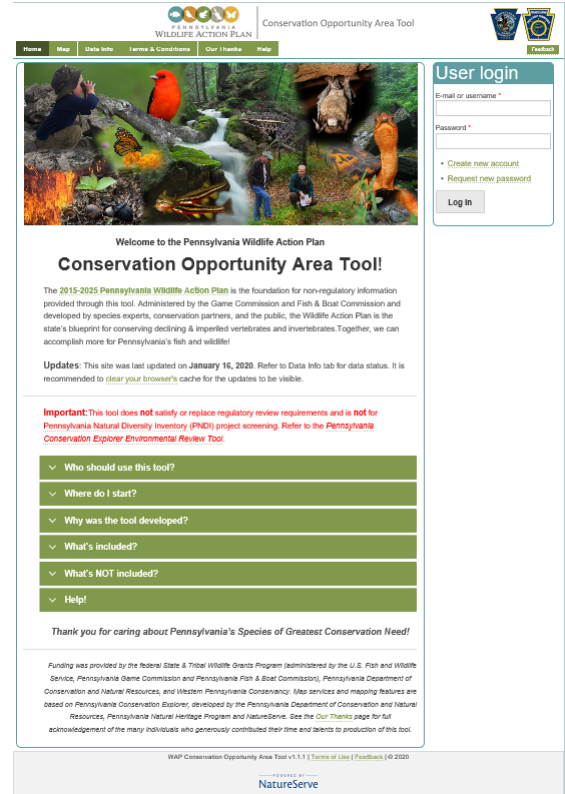 PENNSYLVANIA
WILDLIFE ACTION PLAN
Conservation Opportunity Area Tool
Home Map Data Info Terms & Conditions Our Thanks Help
Feedback
User login
E-mail or username *
Password *
Create new account
Request new password
Log In
Welcome to the Pennsylvania Wildlife Action Plan
Conservation Opportunity Area Tool!
The 2015-2025 Pennsylvania Wildlife Action Plan is the foundation for non-regulatory information
provided through this tool. Administered by the Game Commission and Fish & Boat Commission and
developed by species experts, conservation partners, and the public, the Wildlife Action Plan is the
state's blueprint for conserving declining & imperiled vertebrates and invertebrates.Together, we can
accomplish more for Pennsylvania's fish and wildlife!
Updates: This site was last updated on January 16, 2020. Refer to Data Info tab for data status. It is
recommended to clear your browser's cache for the updates to be visible.
Important:This tool does not satisfy or replace regulatory review requirements and is not for
Pennsylvania Natural Diversity Inventory (PNDI) project screening. Refer to the Pennsylvania
Conservation Explorer Environmental Review Tool.
Who should use this tool?
Where do I start?
Why was the tool developed?
What's included?
What's NOT included?
Help!
Thank you for caring about Pennsylvania's Species of Greatest Conservation Need!
Funding was provided by the federal State & Tribal Wildlife Grants Program (administered by the U.S. Fish and Wildlife
Service, Pennsylvania Game Commission and Pennsylvania Fish & Boat Commission), Pennsylvania Department of
Conservation and Natural Resources, and Western Pennsylvania Conservancy. Map services and mapping features are
based on Pennsylvania Conservation Explorer, developed by the Pennsylvania Department of Conservation and Natural
Resources, Pennsylvania Natural Heritage Program and NatureServe. See the Our Thanks page for full
acknowledgement of the many individuals who generously contributed their time and talents to production of this tool.
WAP Conservation Opportunity Area Tool v1.1.1 | Terms of Use | Feedback | © 2020
POWERED BY
NatureServe